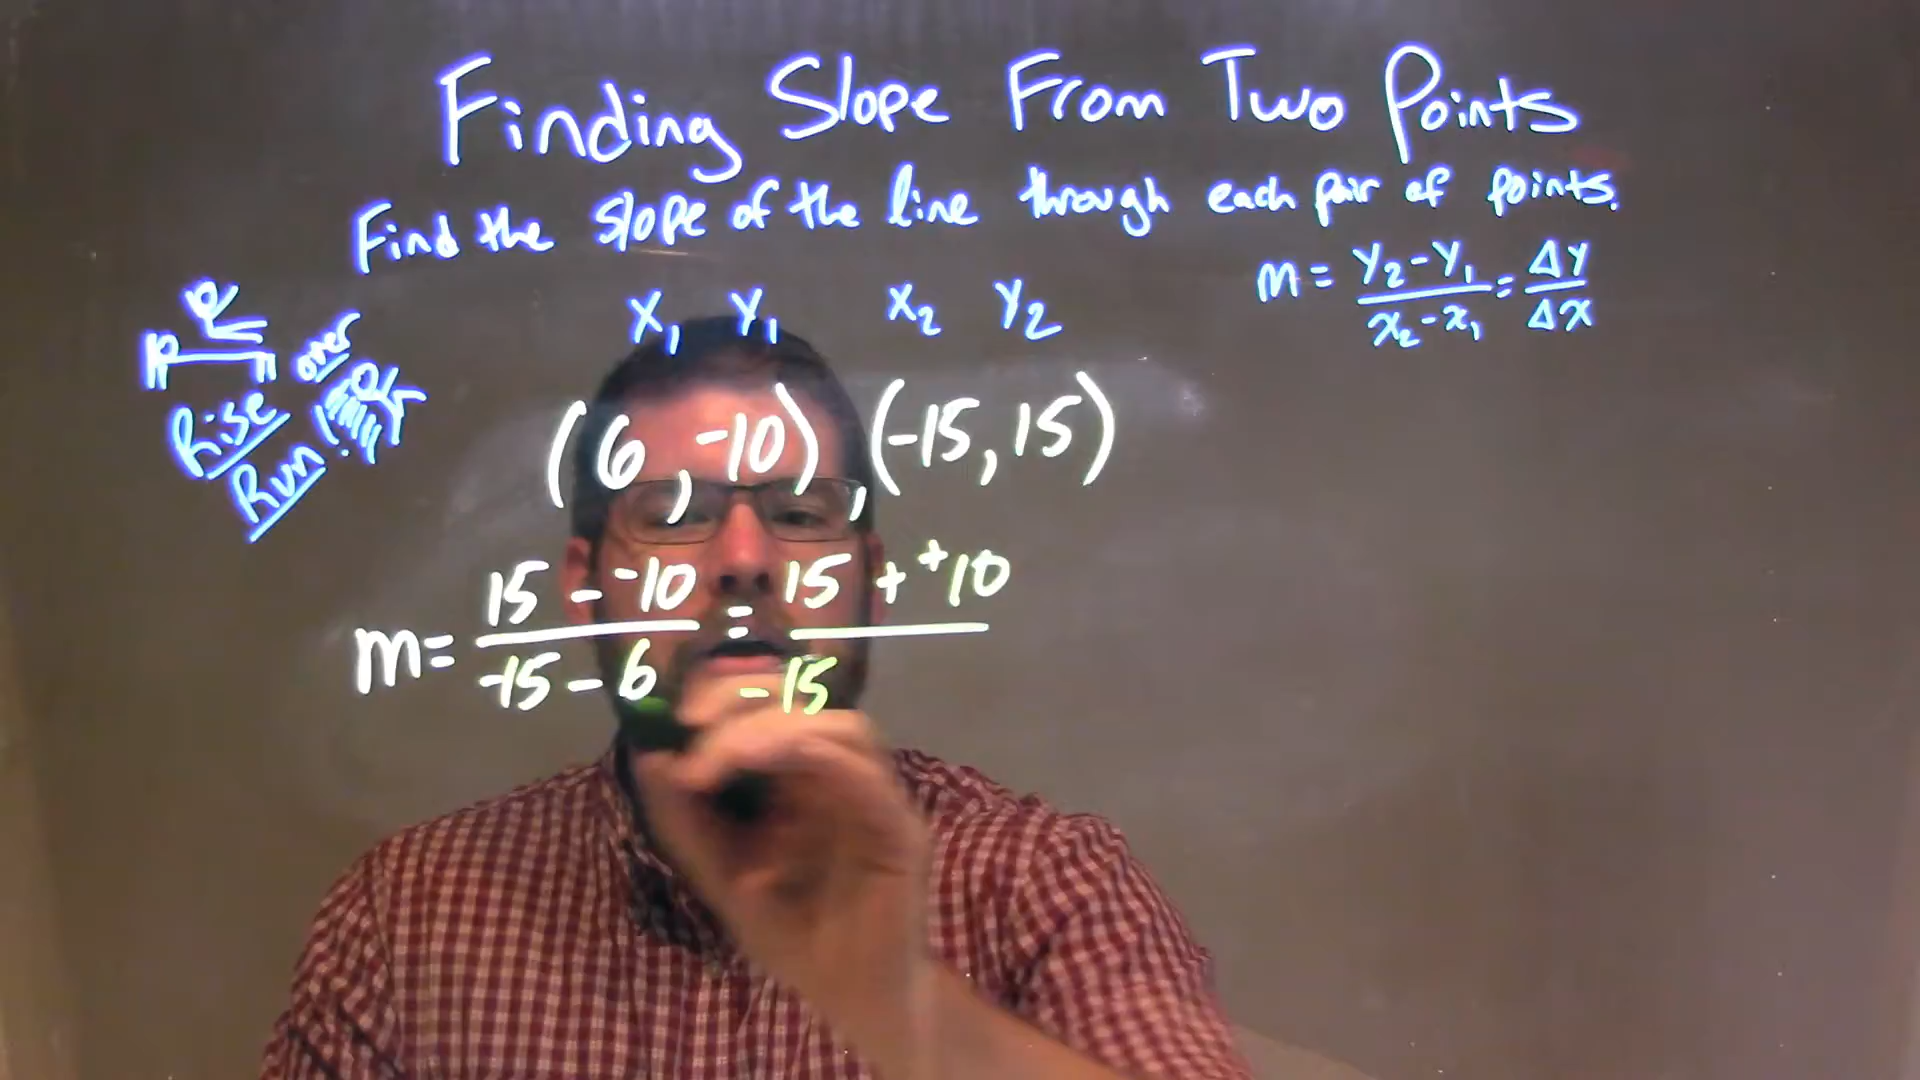 Finding Slope From Two Points
Find the slope of the line through each pair of points.
m = y₂-y₁ / x₂-x₁ = Δy / Δx
x₁ y₁ x₂ y₂
over
Rise
Run
(6, -10), (-15, 15)
m = 15 - -10 / -15 - 6 = 15 + +10 / -15